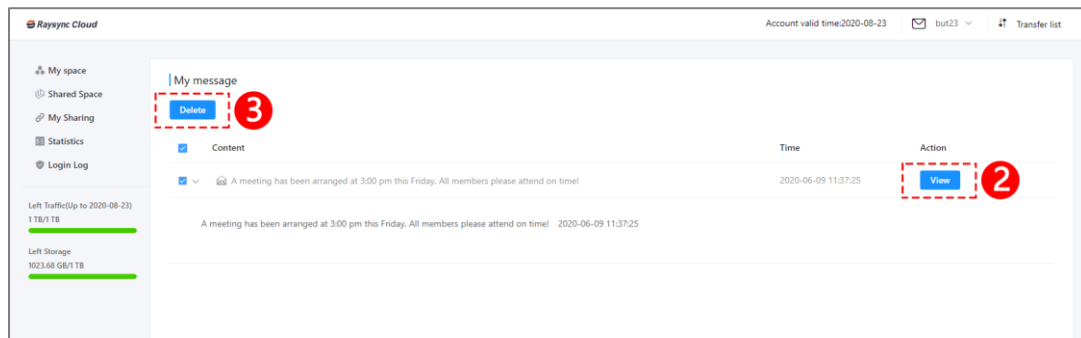 Raysync Cloud
Account valid time:2020-08-23
but23
Transfer list
My space
Shared Space
My Sharing
Statistics
Login Log
Left Traffic(Up to 2020-08-23)
1 TB/1 TB
Left Storage
1023.68 GB/1 TB
My message
Delete
3
Content Time Action
A meeting has been arranged at 3:00 pm this Friday. All members please attend on time! 2020-06-09 11:37:25 View
2
A meeting has been arranged at 3:00 pm this Friday. All members please attend on time! 2020-06-09 11:37:25